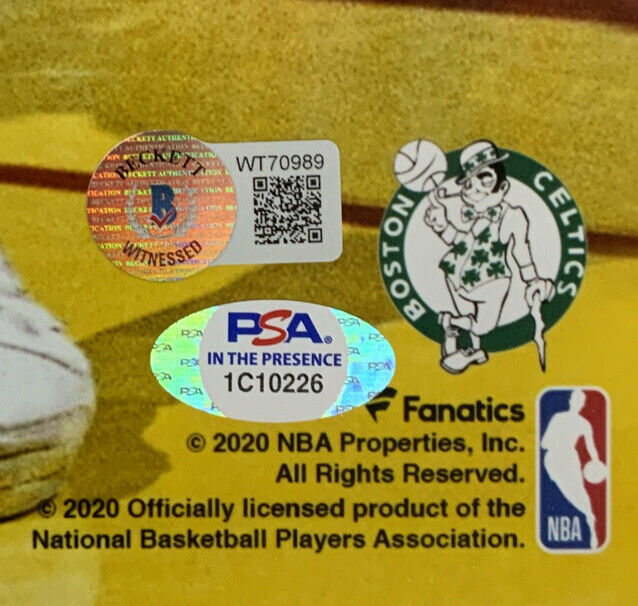 BECKETT
WITNESSED
WT70989
BOSTON CELTICS
PSA®
IN THE PRESENCE
1C10226
Fanatics
© 2020 NBA Properties, Inc.
All Rights Reserved.
© 2020 Officially licensed product of the
National Basketball Players Association.
NBA